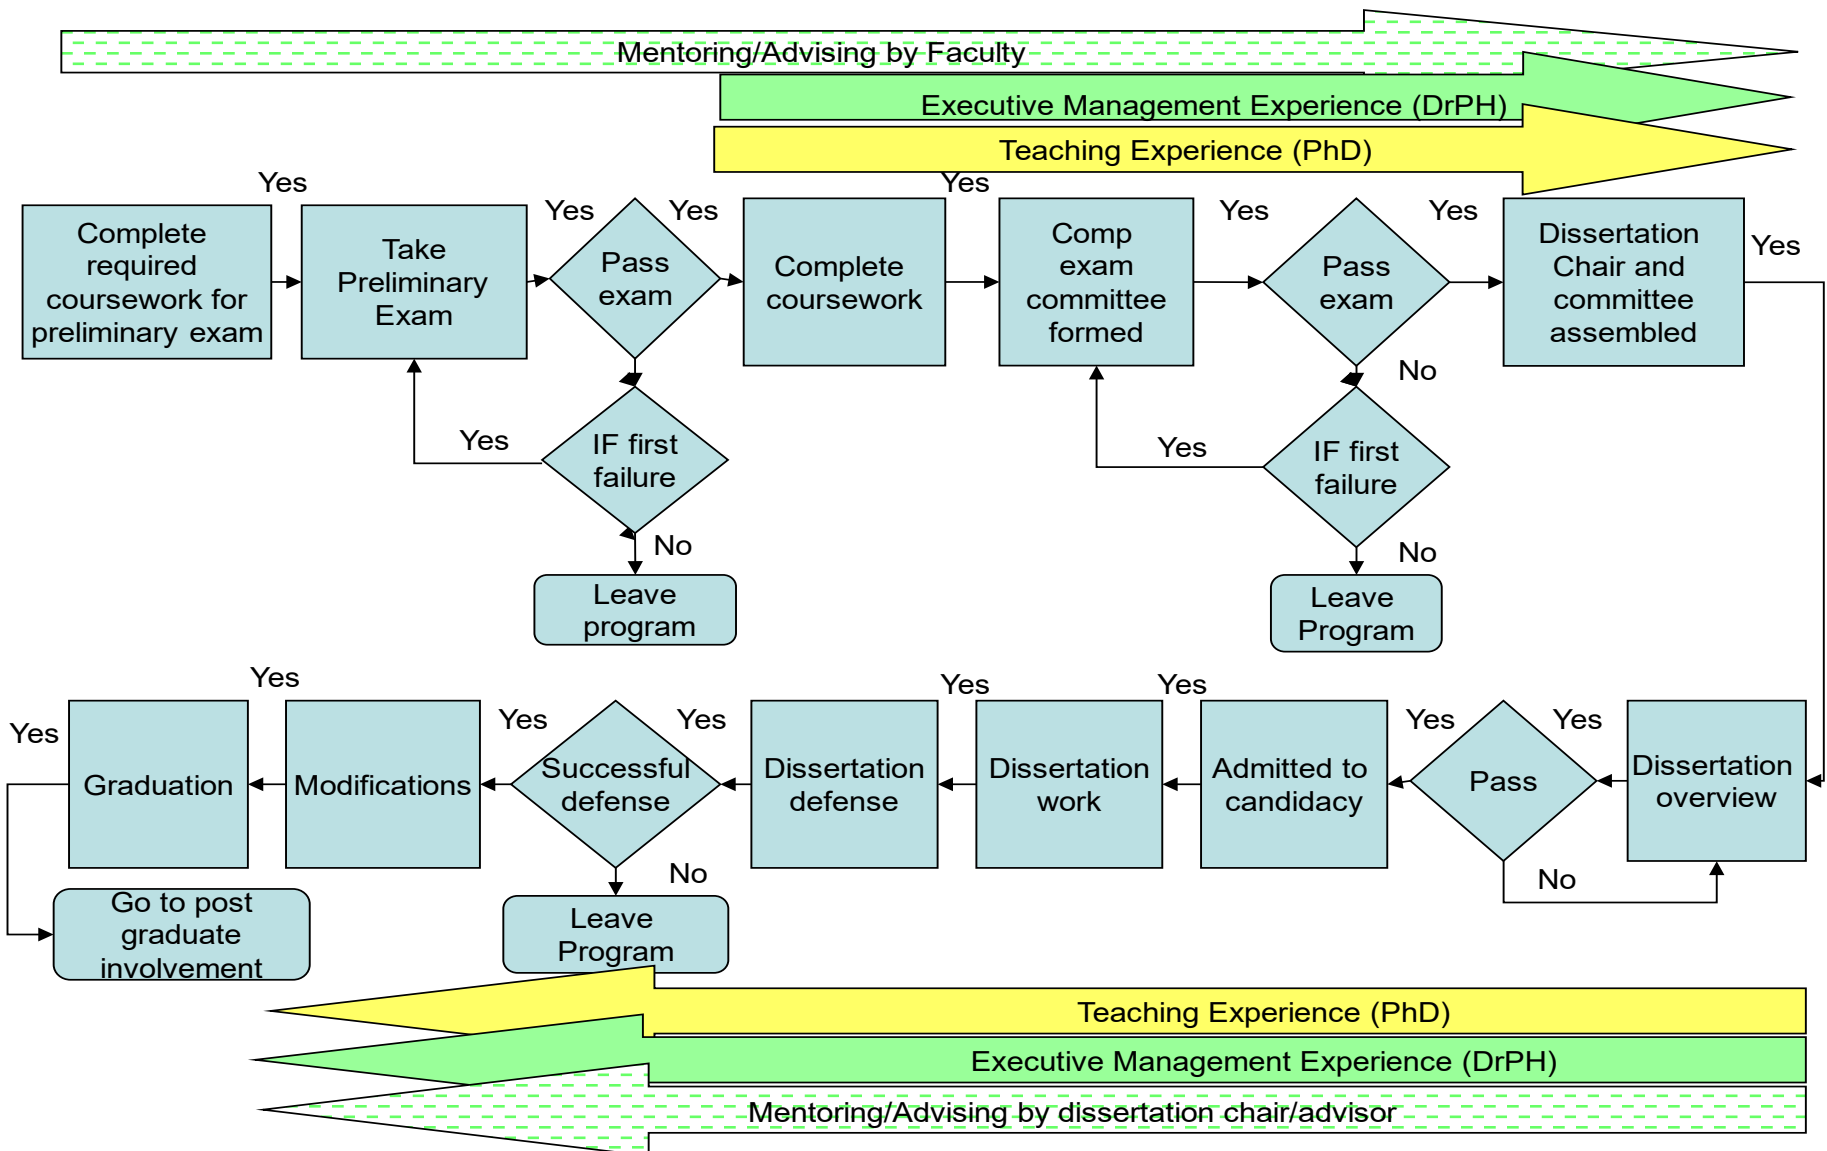 Mentoring/Advising by Faculty
Executive Management Experience (DrPH)
Teaching Experience (PhD)
Yes
Yes
Yes
Yes
Yes
Yes
Yes
Complete
required
coursework for
preliminary exam
Take
Preliminary
Exam
Pass
exam
Complete
coursework
Comp
exam
committee
formed
Pass
exam
Dissertation
Chair and
committee
assembled
No
Yes
IF first
failure
Yes
IF first
failure
No
No
Leave
program
Leave
Program
Yes
Yes
Yes
Yes
Yes
Yes
Yes
Yes
Graduation
Modifications
Successful
defense
Dissertation
defense
Dissertation
work
Admitted to
candidacy
Pass
Dissertation
overview
No
No
Go to post
graduate
involvement
Leave
Program
Teaching Experience (PhD)
Executive Management Experience (DrPH)
Mentoring/Advising by dissertation chair/advisor